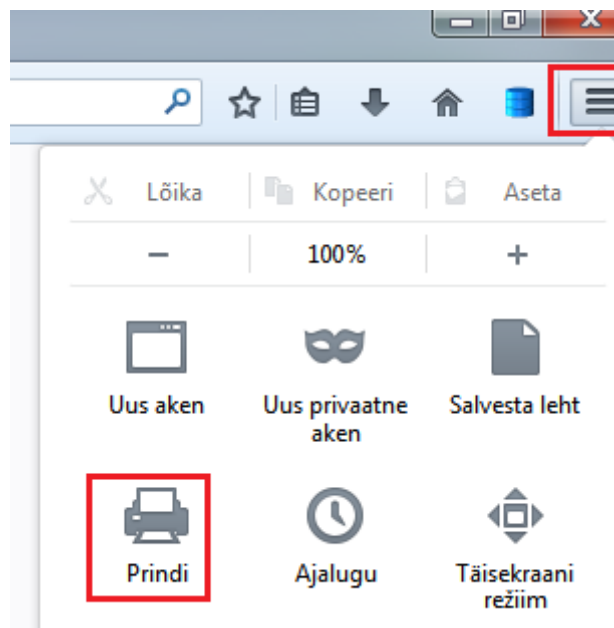 Lõika Kopeeri Aseta
100%
Uus aken Uus privaatne aken Salvesta leht
Prindi Ajalugu Täisekraani režiim